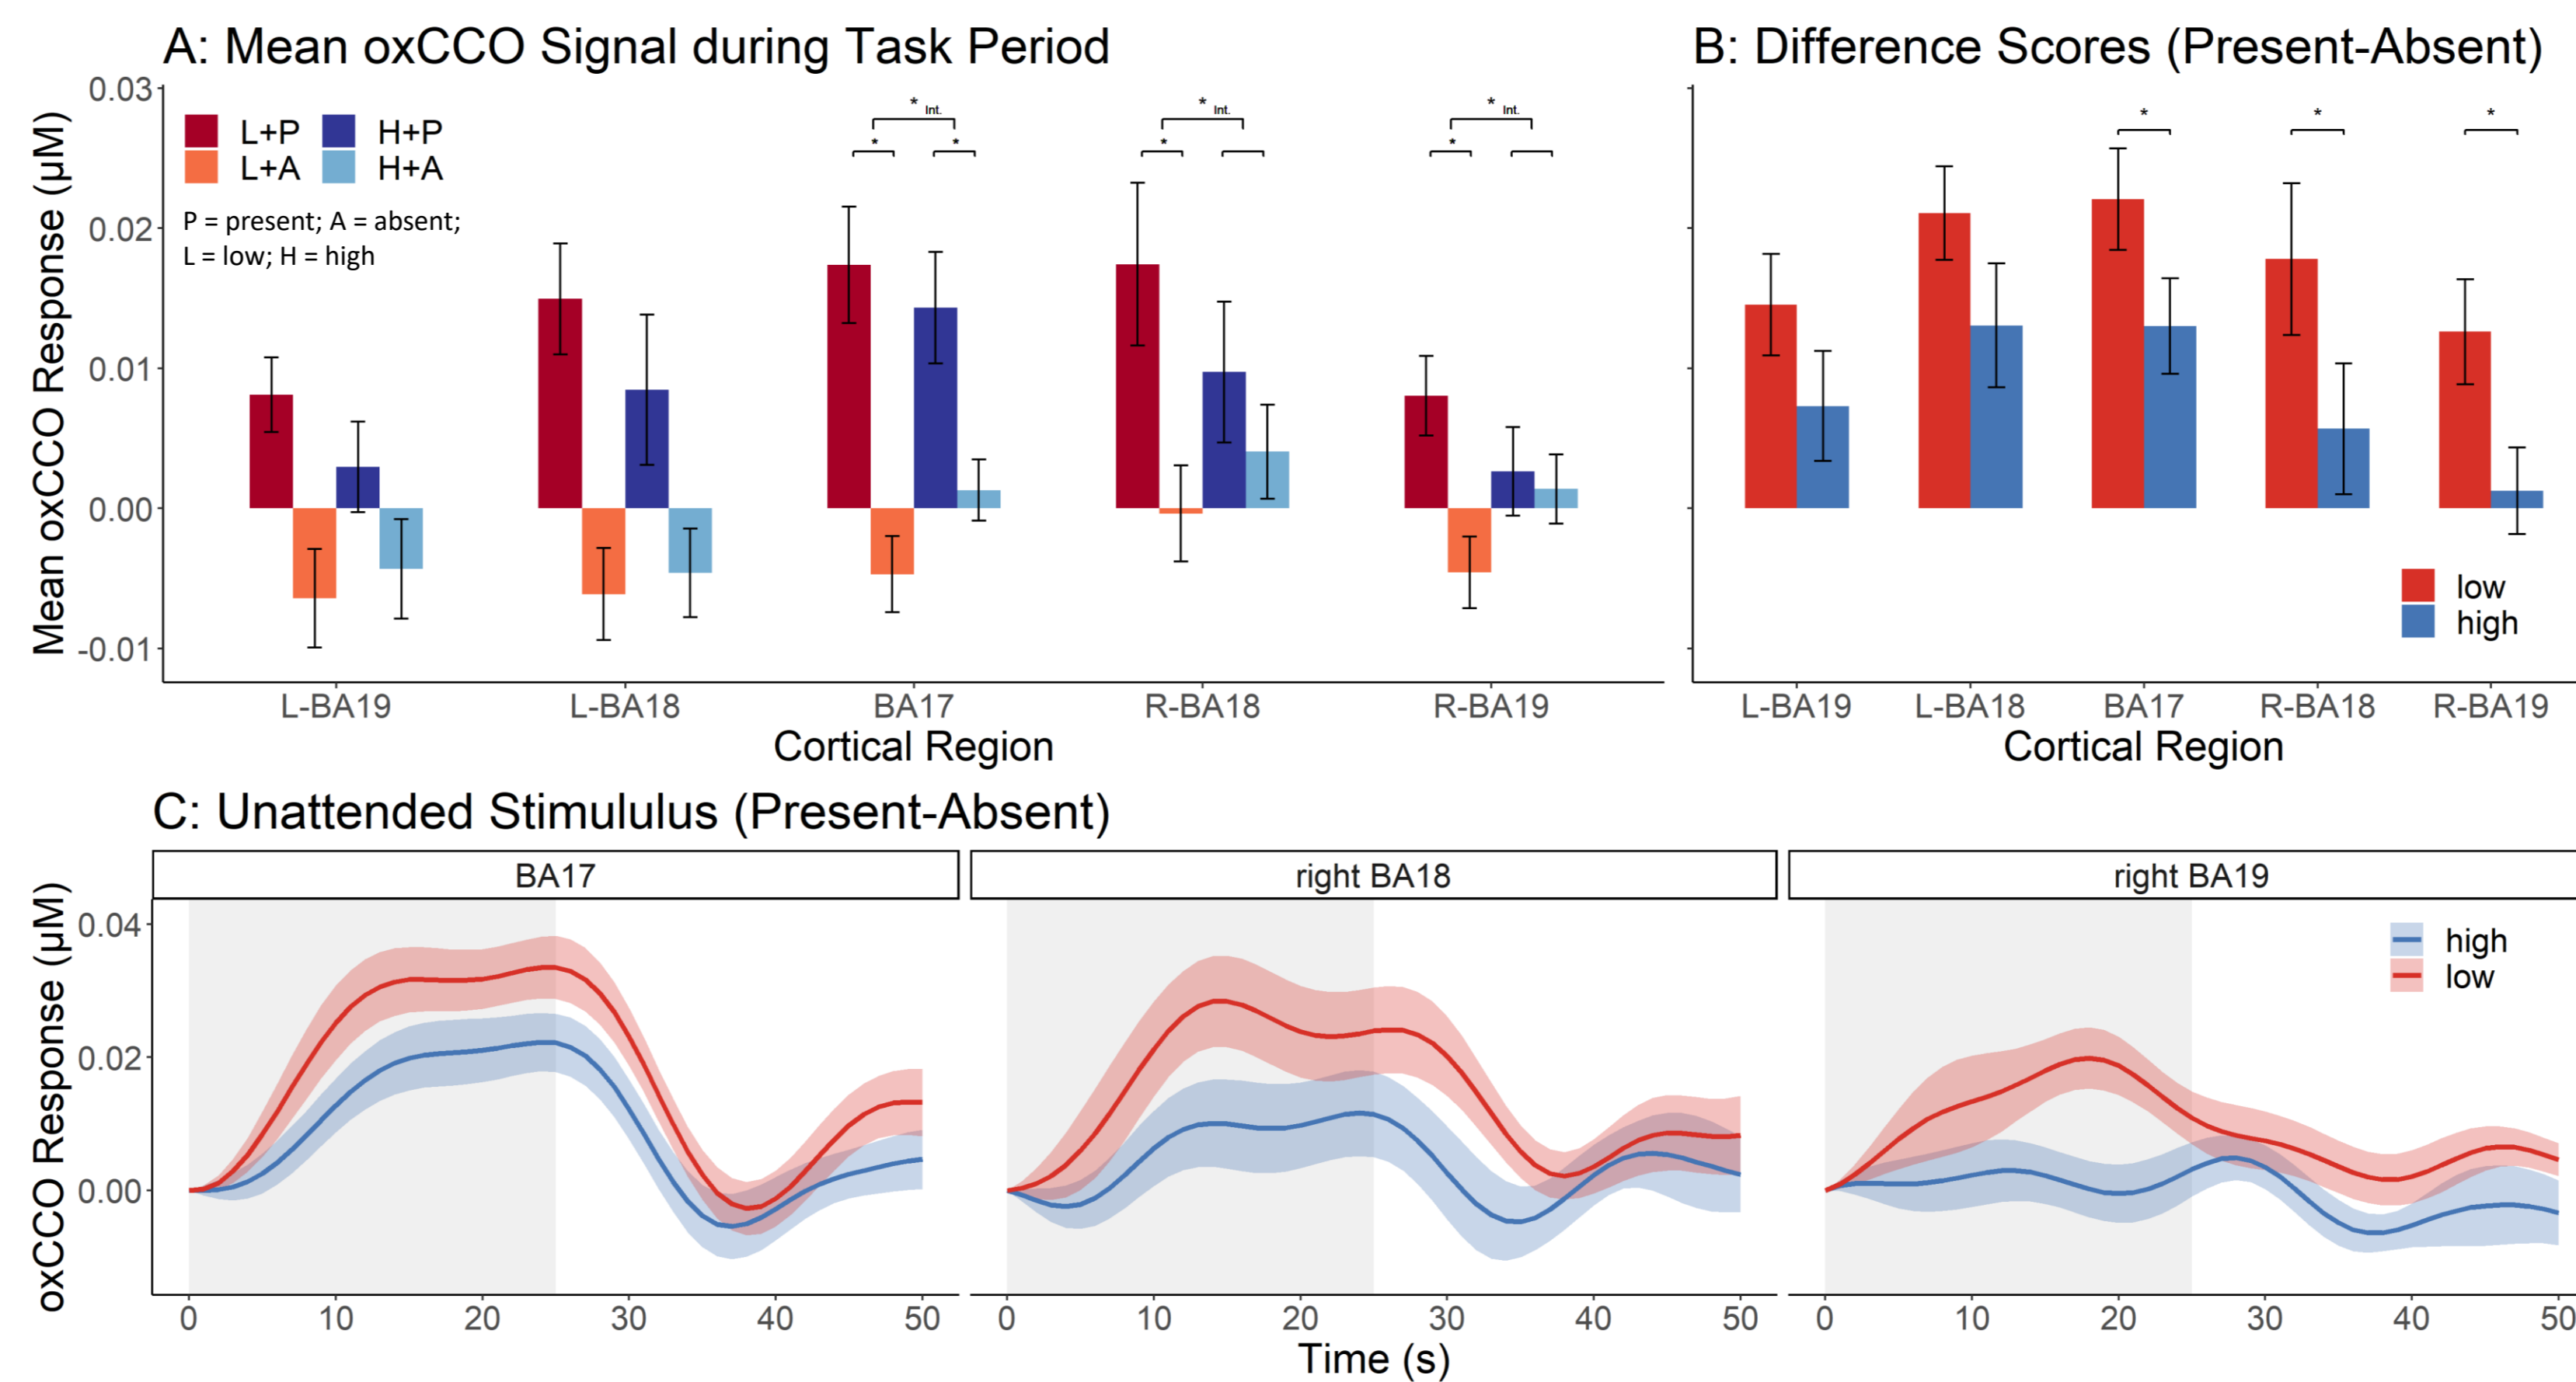 A: Mean oxCCO Signal during Task Period
Mean oxCCO Response (µM)
0.03
0.02
0.01
0.00
-0.01
L+P H+P
L+A H+A
P = present; A = absent;
L = low; H = high
* Int. * Int. * Int.
* * * *
L-BA19 L-BA18 BA17 R-BA18 R-BA19
Cortical Region
B: Difference Scores (Present-Absent)
* * *
low
high
L-BA19 L-BA18 BA17 R-BA18 R-BA19
Cortical Region
C: Unattended Stimululus (Present-Absent)
oxCCO Response (µM)
BA17 right BA18 right BA19
0.04
0.02
0.00
high
low
0 10 20 30 40 50 0 10 20 30 40 50 0 10 20 30 40 50
Time (s)